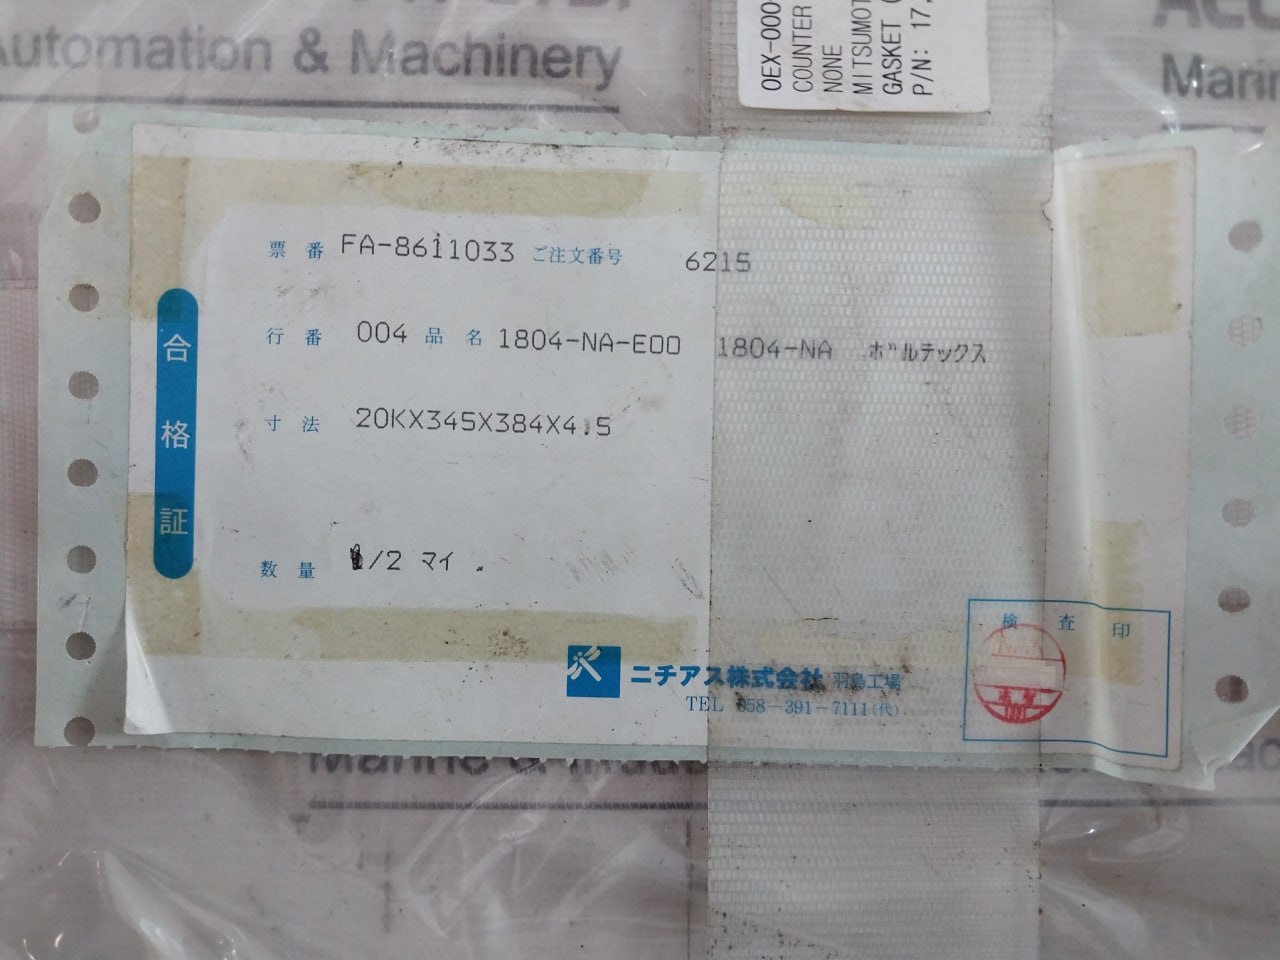 Automation & Machinery
Marin
OEX-000-
COUNTER
NONE
MITSUMOT
GASKET (
P/N: 17,
合格証
票番 FA-8611033 ご注文番号 6215
行番 004 品名 1804-NA-E00 1804-NA ボルテックス
寸法 20KX345X384X4.5
数量 /2 マイ
ニチアス株式会社 羽島工場
TEL 058-391-7111(代)
検査印
Marine &